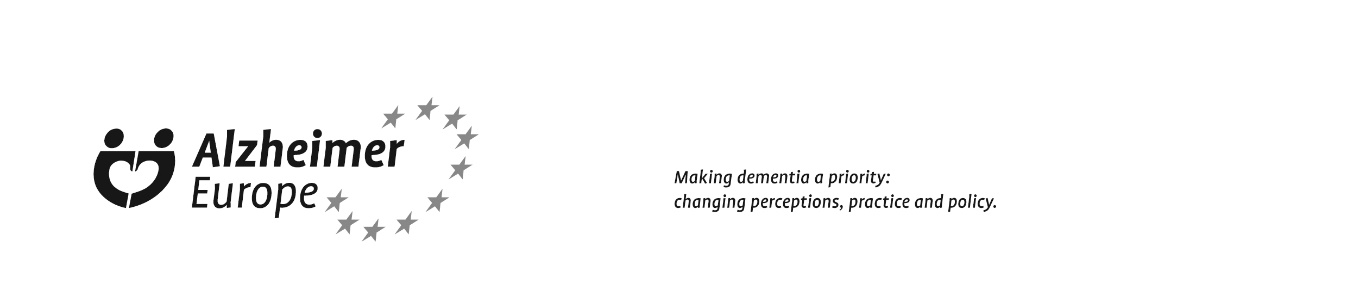 Alzheimer
Europe
Making dementia a priority:
changing perceptions, practice and policy.